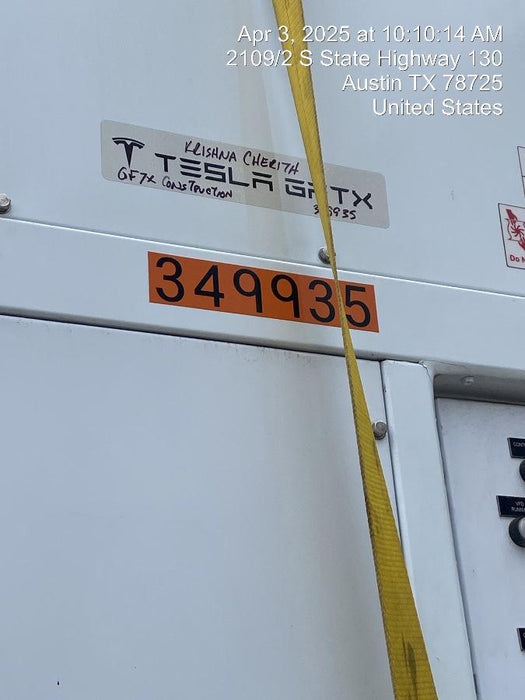 Apr 3, 2025 at 10:10:14 AM
2109/2 S State Highway 130
Austin TX 78725
United States
KRISHNA CHERITH
TESLA GFTX
GF7X CONSTRUCTION
349935
Do